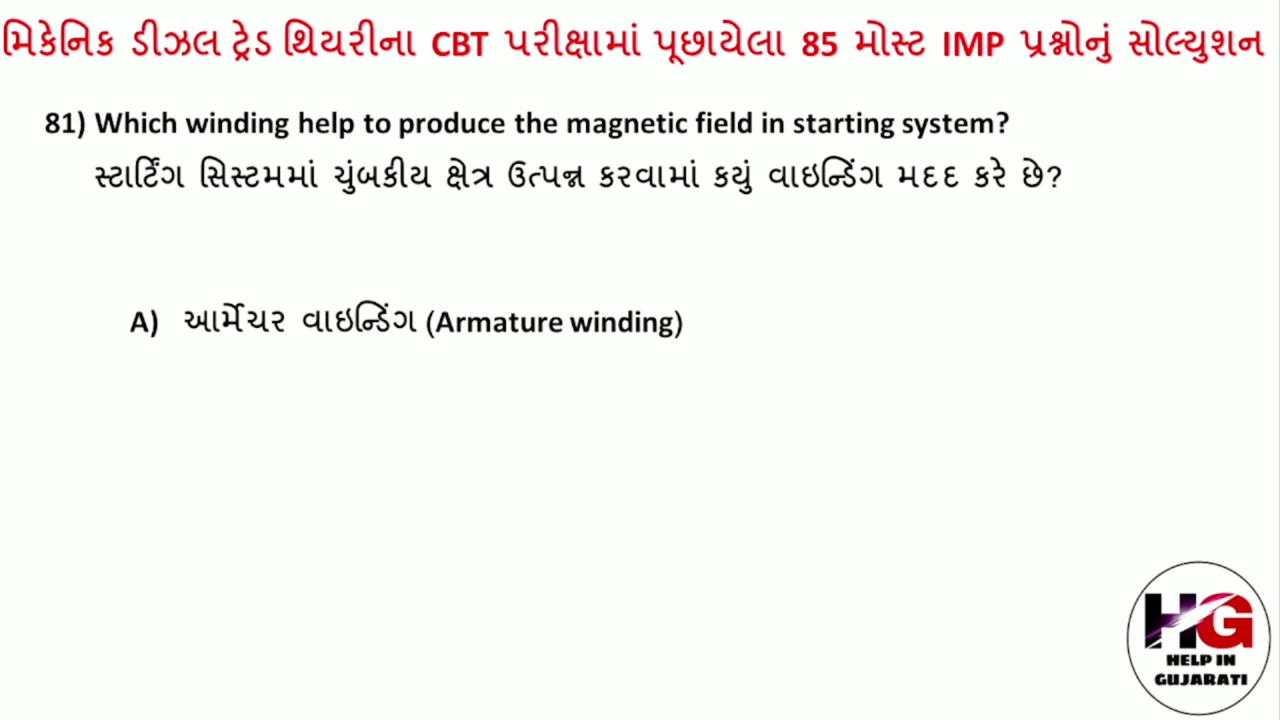 મિકેનિક ડીઝલ ટ્રેડ થિયરીના CBT પરીક્ષામાં પૂછાયેલા 85 મોસ્ટ IMP પ્રશ્નોનું સોલ્યુશન
81) Which winding help to produce the magnetic field in starting system?
સ્ટાર્ટિંગ સિસ્ટમમાં ચુંબકીય ક્ષેત્ર ઉત્પન્ન કરવામાં કયું વાઇન્ડિંગ મદદ કરે છે?
A) આર્મેચર વાઇન્ડિંગ (Armature winding)
HG
HELP IN
GUJARATI